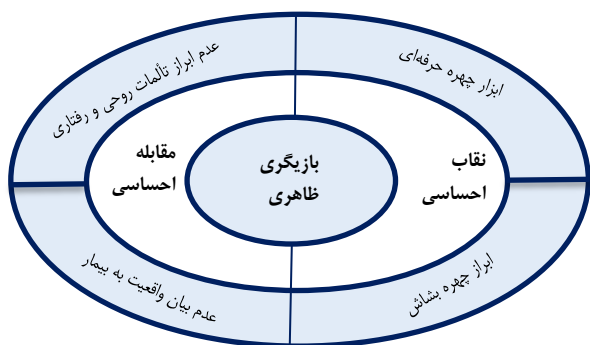 ابزار چهره حرفه‌ای
عدم ابراز تألمات روحی و رفتاری
نقاب
احساسی
بازیگری
ظاهری
مقابله
احساسی
ابراز چهره بشاش
عدم بیان واقعیت به بیمار